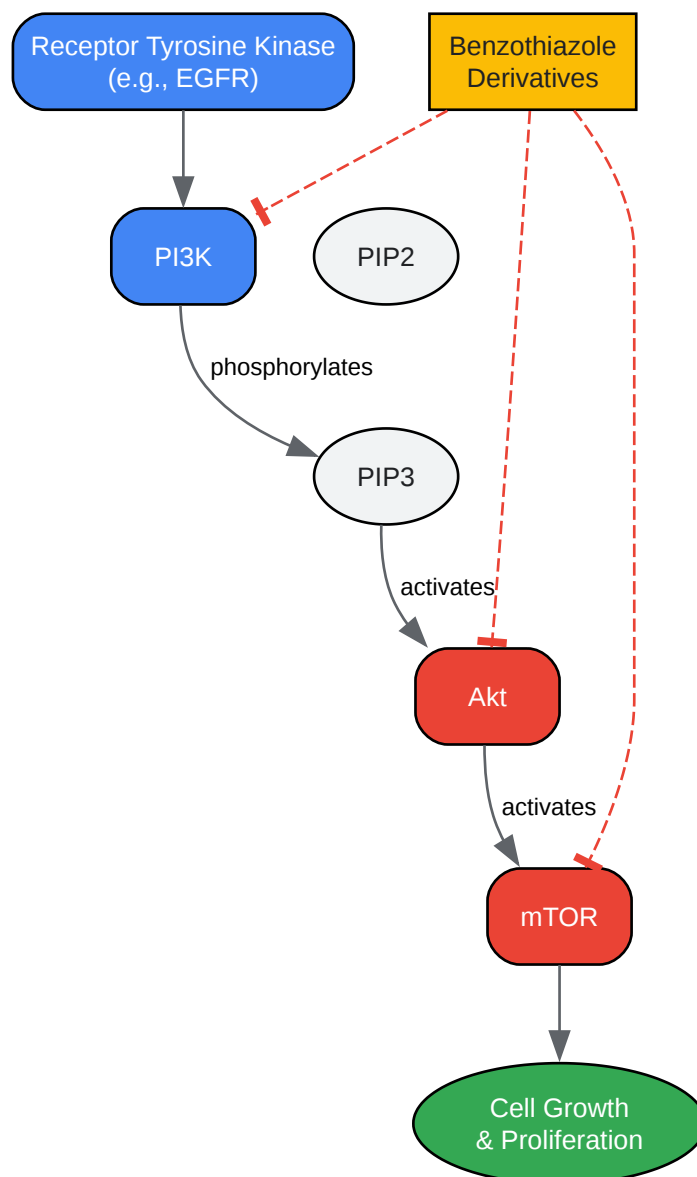 Receptor Tyrosine Kinase
(e.g., EGFR)
Benzothiazole
Derivatives
PI3K
PIP2
phosphorylates
PIP3
activates
Akt
activates
mTOR
Cell Growth
& Proliferation